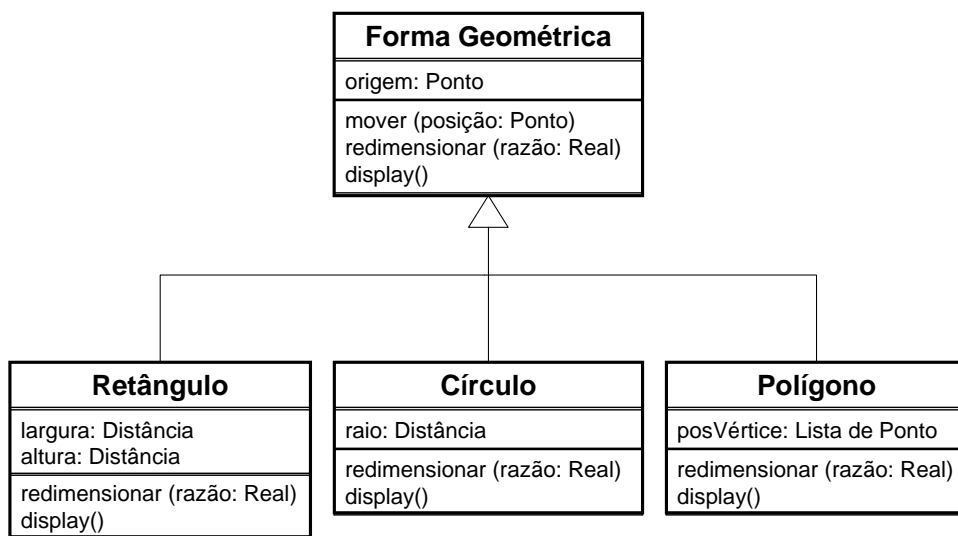 Forma Geométrica
origem: Ponto
mover (posição: Ponto)
redimensionar (razão: Real)
display()
Retângulo
largura: Distância
altura: Distância
redimensionar (razão: Real)
display()
Círculo
raio: Distância
redimensionar (razão: Real)
display()
Polígono
posVértice: Lista de Ponto
redimensionar (razão: Real)
display()